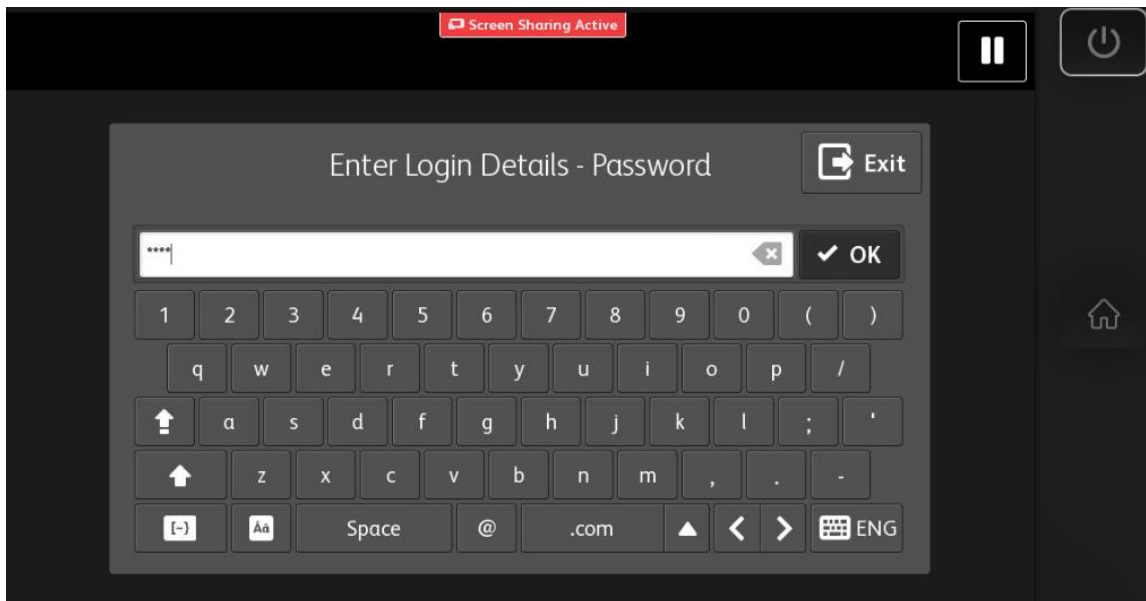 Screen Sharing Active
Enter Login Details - Password
Exit
****
OK
1 2 3 4 5 6 7 8 9 0 ( )
q w e r t y u i o p /
a s d f g h j k l ; '
z x c v b n m , . -
[~} Áá Space @ .com ENG